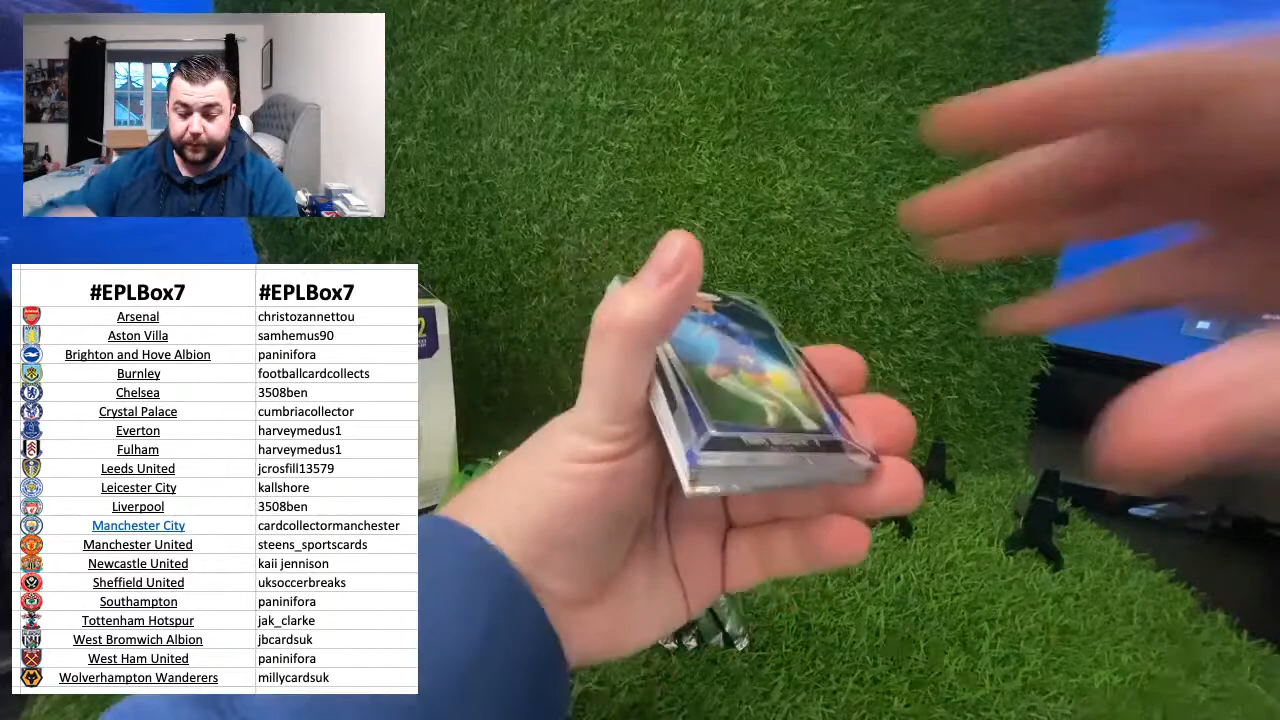 #EPLBox7 #EPLBox7
Arsenal christozannettou
Aston Villa samhemus90
Brighton and Hove Albion paninifora
Burnley footballcardcollects
Chelsea 3508ben
Crystal Palace cumbriacollector
Everton harveymedus1
Fulham harveymedus1
Leeds United jcrosfill13579
Leicester City kallshore
Liverpool 3508ben
Manchester City cardcollectormanchester
Manchester United steens_sportscards
Newcastle United kaii jennison
Sheffield United uksoccerbreaks
Southampton paninifora
Tottenham Hotspur jak_clarke
West Bromwich Albion jbcardsuk
West Ham United paninifora
Wolverhampton Wanderers millycardsuk